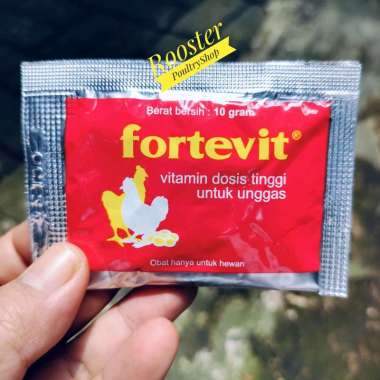 Rooster
PoultryShop
Berat bersih : 10 gram
fortevit®
vitamin dosis tinggi
untuk unggas
Obat hanya untuk hewan